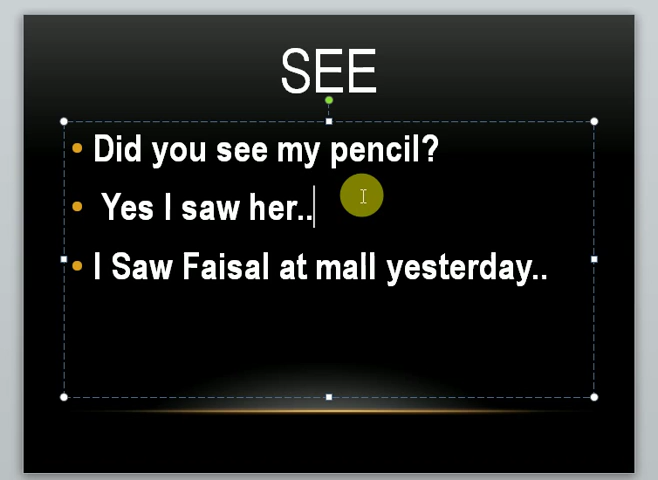 SEE
Did you see my pencil?
Yes I saw her..
I Saw Faisal at mall yesterday..